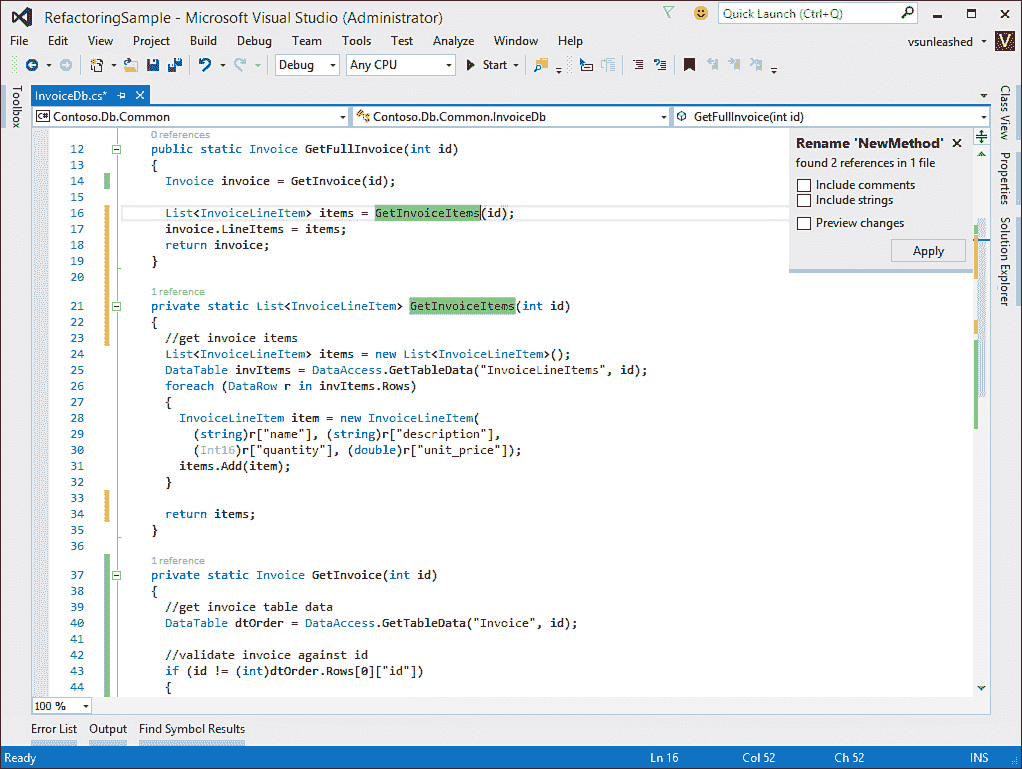 RefactoringSample - Microsoft Visual Studio (Administrator)
Quick Launch (Ctrl+Q)
File Edit View Project Build Debug Team Tools Test Analyze Window Help
vsunleashed
Debug Any CPU Start
Toolbox
InvoiceDb.cs*
C# Contoso.Db.Common Contoso.Db.Common.InvoiceDb GetFullInvoice(int id)
0 references
12 public static Invoice GetFullInvoice(int id)
13 {
14 Invoice invoice = GetInvoice(id);
15
16 List<InvoiceLineItem> items = GetInvoiceItems(id);
17 invoice.LineItems = items;
18 return invoice;
19 }
20
1 reference
21 private static List<InvoiceLineItem> GetInvoiceItems(int id)
22 {
23 //get invoice items
24 List<InvoiceLineItem> items = new List<InvoiceLineItem>();
25 DataTable invItems = DataAccess.GetTableData("InvoiceLineItems", id);
26 foreach (DataRow r in invItems.Rows)
27 {
28 InvoiceLineItem item = new InvoiceLineItem(
29 (string)r["name"], (string)r["description"],
30 (Int16)r["quantity"], (double)r["unit_price"]);
31 items.Add(item);
32 }
33
34 return items;
35 }
36
1 reference
37 private static Invoice GetInvoice(int id)
38 {
39 //get invoice table data
40 DataTable dtOrder = DataAccess.GetTableData("Invoice", id);
41
42 //validate invoice against id
43 if (id != (int)dtOrder.Rows[0]["id"])
44 {
Rename 'NewMethod'
found 2 references in 1 file
Include comments
Include strings
Preview changes
Apply
Class View
Properties
Solution Explorer
100 %
Error List Output Find Symbol Results
Ready Ln 16 Col 52 Ch 52 INS